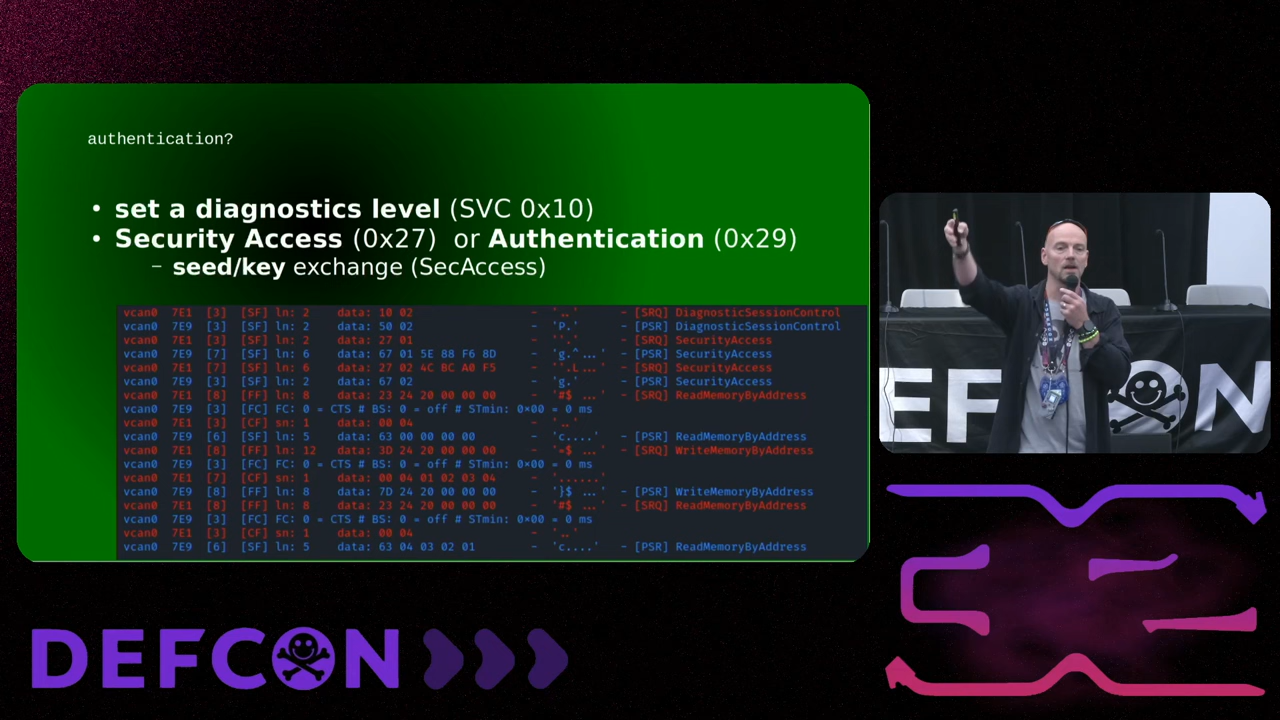 authentication?
• set a diagnostics level (SVC 0x10)
• Security Access (0x27) or Authentication (0x29)
– seed/key exchange (SecAccess)
vcan0 7E1 [3] [SF] ln: 2 data: 10 02 - '..' - [SRQ] DiagnosticSessionControl
vcan0 7E9 [3] [SF] ln: 2 data: 50 02 - 'P.' - [PSR] DiagnosticSessionControl
vcan0 7E1 [3] [SF] ln: 2 data: 27 01 - ''.' - [SRQ] SecurityAccess
vcan0 7E9 [7] [SF] ln: 6 data: 67 01 5E 88 F6 8D - 'g.^...' - [PSR] SecurityAccess
vcan0 7E1 [7] [SF] ln: 6 data: 27 02 4C BC A0 F5 - ''.L...' - [SRQ] SecurityAccess
vcan0 7E9 [3] [SF] ln: 2 data: 67 02 - 'g.' - [PSR] SecurityAccess
vcan0 7E1 [8] [FF] ln: 8 data: 23 24 20 00 00 00 - '#$ ...' - [SRQ] ReadMemoryByAddress
vcan0 7E9 [3] [FC] FC: 0 = CTS # BS: 0 = off # STmin: 0×00 = 0 ms
vcan0 7E1 [3] [CF] sn: 1 data: 00 04 - '..'
vcan0 7E9 [6] [SF] ln: 5 data: 63 00 00 00 00 - 'c....' - [PSR] ReadMemoryByAddress
vcan0 7E1 [8] [FF] ln: 12 data: 3D 24 20 00 00 00 - '=$ ...' - [SRQ] WriteMemoryByAddress
vcan0 7E9 [3] [FC] FC: 0 = CTS # BS: 0 = off # STmin: 0×00 = 0 ms
vcan0 7E1 [7] [CF] sn: 1 data: 00 04 01 02 03 04 - '......'
vcan0 7E9 [8] [FF] ln: 8 data: 7D 24 20 00 00 00 - '}$ ...' - [PSR] WriteMemoryByAddress
vcan0 7E1 [8] [FF] ln: 8 data: 23 24 20 00 00 00 - '#$ ...' - [SRQ] ReadMemoryByAddress
vcan0 7E9 [3] [FC] FC: 0 = CTS # BS: 0 = off # STmin: 0×00 = 0 ms
vcan0 7E1 [3] [CF] sn: 1 data: 00 04 - '..'
vcan0 7E9 [6] [SF] ln: 5 data: 63 04 03 02 01 - 'c....' - [PSR] ReadMemoryByAddress
EFCON
DEFCON